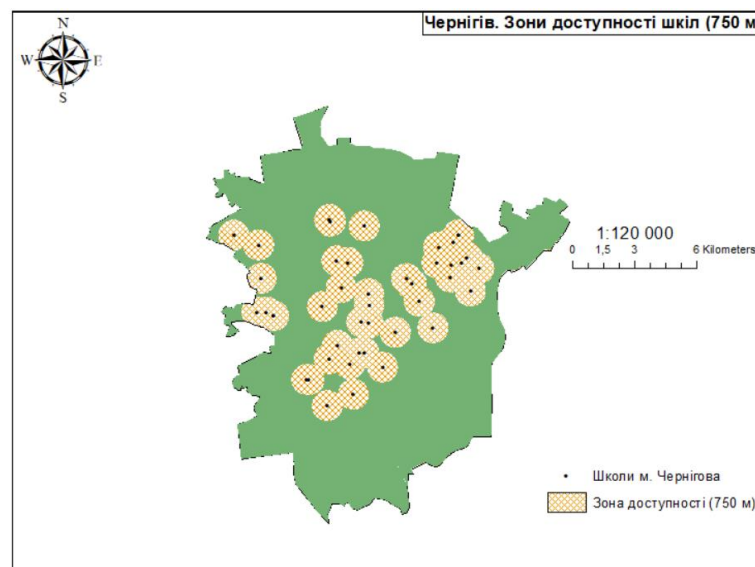 Чернігів. Зони доступності шкіл (750 м
N
W E
S
1:120 000
0 1,5 3 6 Kilometers
Школи м. Чернігова
Зона доступності (750 м)